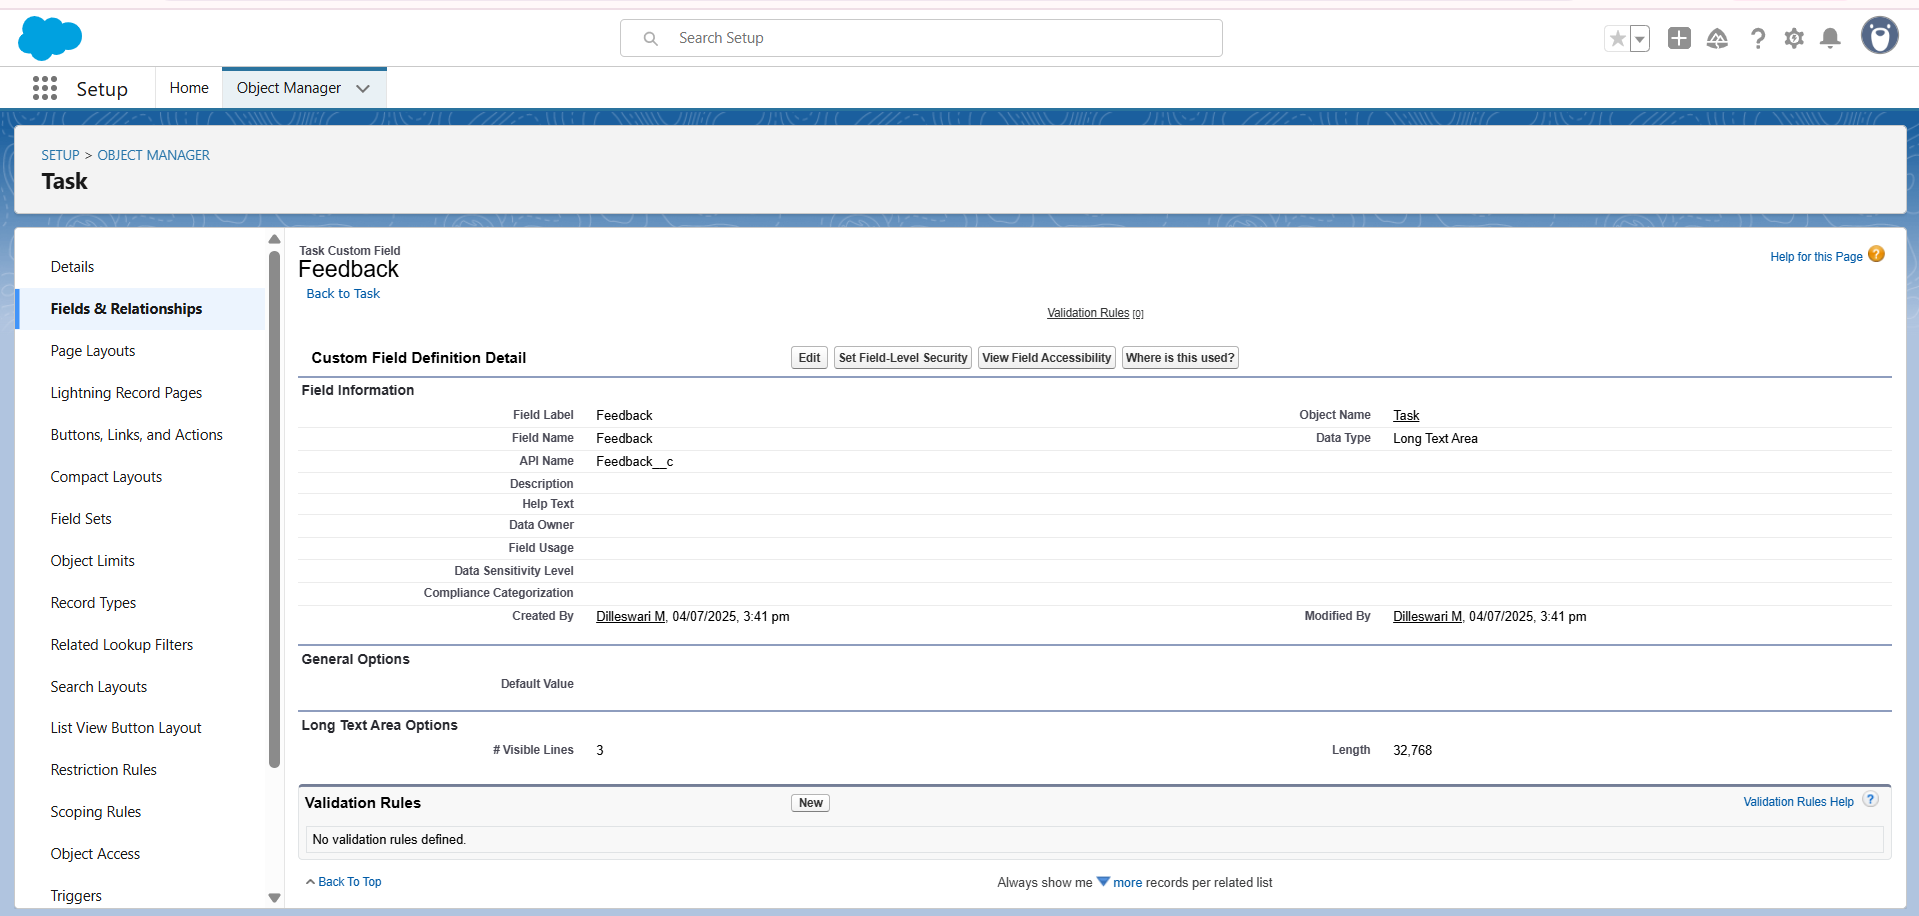 Search Setup
Setup
Home
Object Manager
SETUP > OBJECT MANAGER
Task
Details
Fields & Relationships
Page Layouts
Lightning Record Pages
Buttons, Links, and Actions
Compact Layouts
Field Sets
Object Limits
Record Types
Related Lookup Filters
Search Layouts
List View Button Layout
Restriction Rules
Scoping Rules
Object Access
Triggers
Task Custom Field
Feedback
Back to Task
Help for this Page ?
Validation Rules [0]
Custom Field Definition Detail
Edit
Set Field-Level Security
View Field Accessibility
Where is this used?
Field Information
Field Label Feedback Object Name Task
Field Name Feedback Data Type Long Text Area
API Name Feedback__c
Description
Help Text
Data Owner
Field Usage
Data Sensitivity Level
Compliance Categorization
Created By Dilleswari M, 04/07/2025, 3:41 pm Modified By Dilleswari M, 04/07/2025, 3:41 pm
General Options
Default Value
Long Text Area Options
# Visible Lines 3 Length 32,768
Validation Rules
New
Validation Rules Help ?
No validation rules defined.
Back To Top
Always show me more records per related list